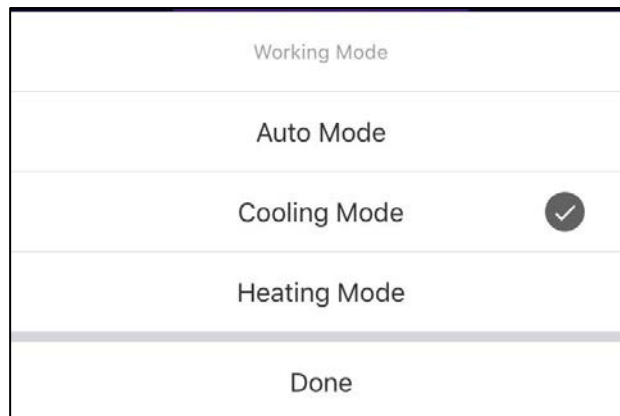 Working Mode
Auto Mode
Cooling Mode
Heating Mode
Done